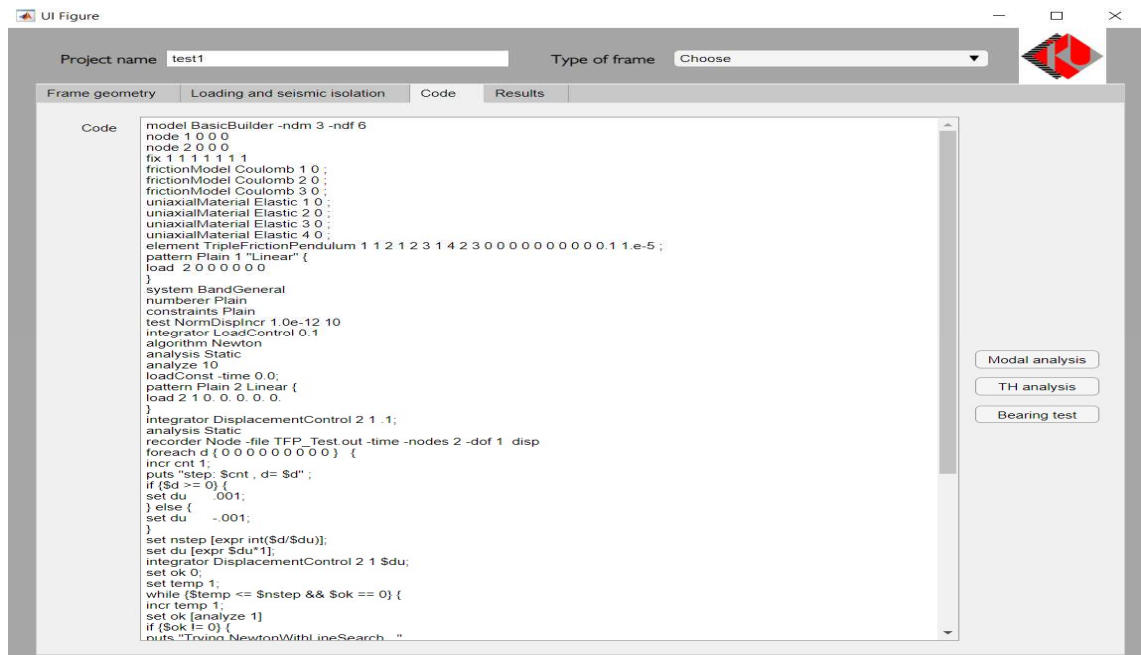 UI Figure
Project name test1 Type of frame Choose
KU
Frame geometry Loading and seismic isolation Code Results
Code
model BasicBuilder -ndm 3 -ndf 6
node 1 0 0 0
node 2 0 0 0
fix 1 1 1 1 1 1 1
frictionModel Coulomb 1 0 ;
frictionModel Coulomb 2 0 ;
frictionModel Coulomb 3 0 ;
uniaxialMaterial Elastic 1 0 ;
uniaxialMaterial Elastic 2 0 ;
uniaxialMaterial Elastic 3 0 ;
uniaxialMaterial Elastic 4 0 ;
element TripleFrictionPendulum 1 1 2 1 2 3 1 4 2 3 0 0 0 0 0 0 0 0 0 0.1 1.e-5 ;
pattern Plain 1 "Linear" {
load 2 0 0 0 0 0 0
}
system BandGeneral
numberer Plain
constraints Plain
test NormDispIncr 1.0e-12 10
integrator LoadControl 0.1
algorithm Newton
analysis Static
analyze 10
loadConst -time 0.0;
pattern Plain 2 Linear {
load 2 1 0. 0. 0. 0. 0.
}
integrator DisplacementControl 2 1 .1;
analysis Static
recorder Node -file TFP_Test.out -time -nodes 2 -dof 1 disp
foreach d { 0 0 0 0 0 0 0 0 0 } {
incr cnt 1;
puts "step: $cnt , d= $d" ;
if {$d >= 0} {
set du .001;
} else {
set du -.001;
}
set nstep [expr int($d/$du)];
set du [expr $du*1];
integrator DisplacementControl 2 1 $du;
set ok 0;
set temp 1;
while {$temp <= $nstep && $ok == 0} {
incr temp 1;
set ok [analyze 1]
if {$ok != 0} {
puts "Trying NewtonWithLineSearch .."
Modal analysis
TH analysis
Bearing test